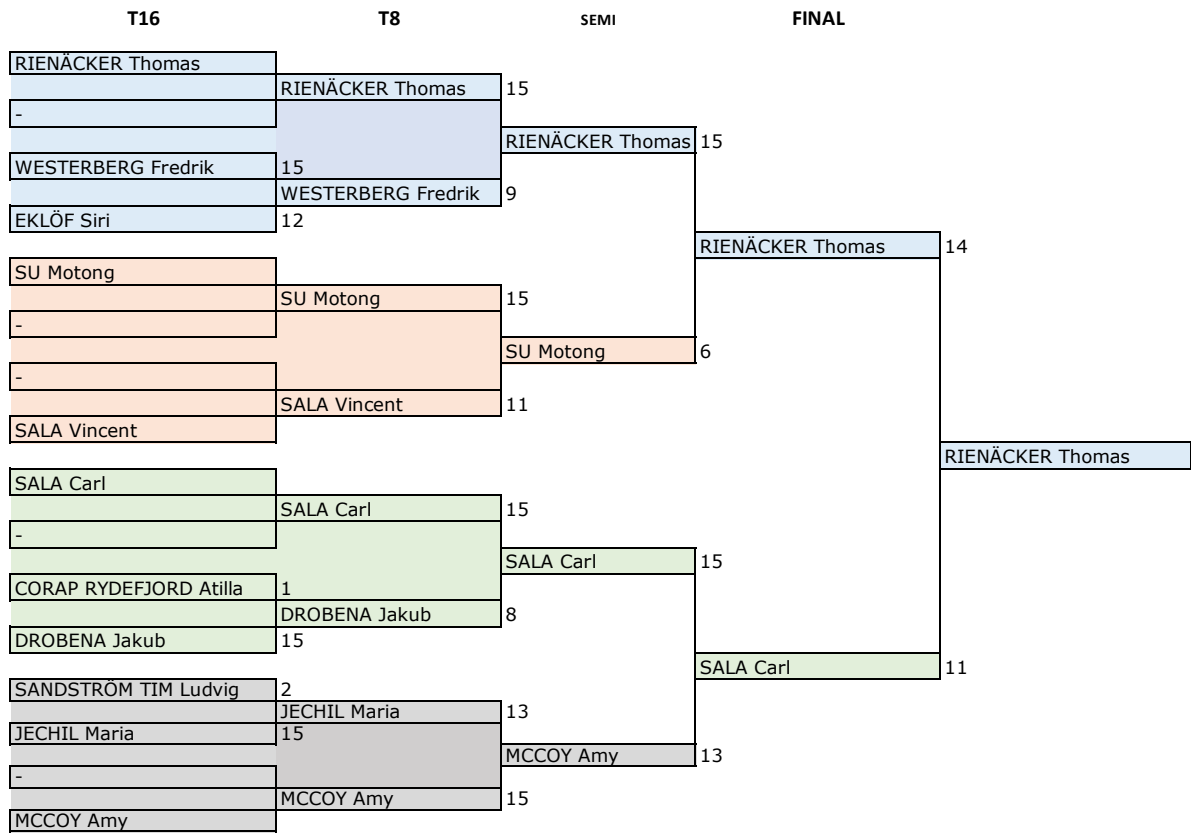 T16 T8 SEMI FINAL
RIENÄCKER Thomas
RIENÄCKER Thomas 15
-
RIENÄCKER Thomas 15
WESTERBERG Fredrik 15
WESTERBERG Fredrik 9
EKLÖF Siri 12
RIENÄCKER Thomas 14
SU Motong
SU Motong 15
-
SU Motong 6
-
SALA Vincent 11
SALA Vincent
RIENÄCKER Thomas
SALA Carl
SALA Carl 15
-
SALA Carl 15
CORAP RYDEFJORD Atilla 1
DROBENA Jakub 8
DROBENA Jakub 15
SALA Carl 11
SANDSTRÖM TIM Ludvig 2
JECHIL Maria 13
JECHIL Maria 15
MCCOY Amy 13
-
MCCOY Amy 15
MCCOY Amy